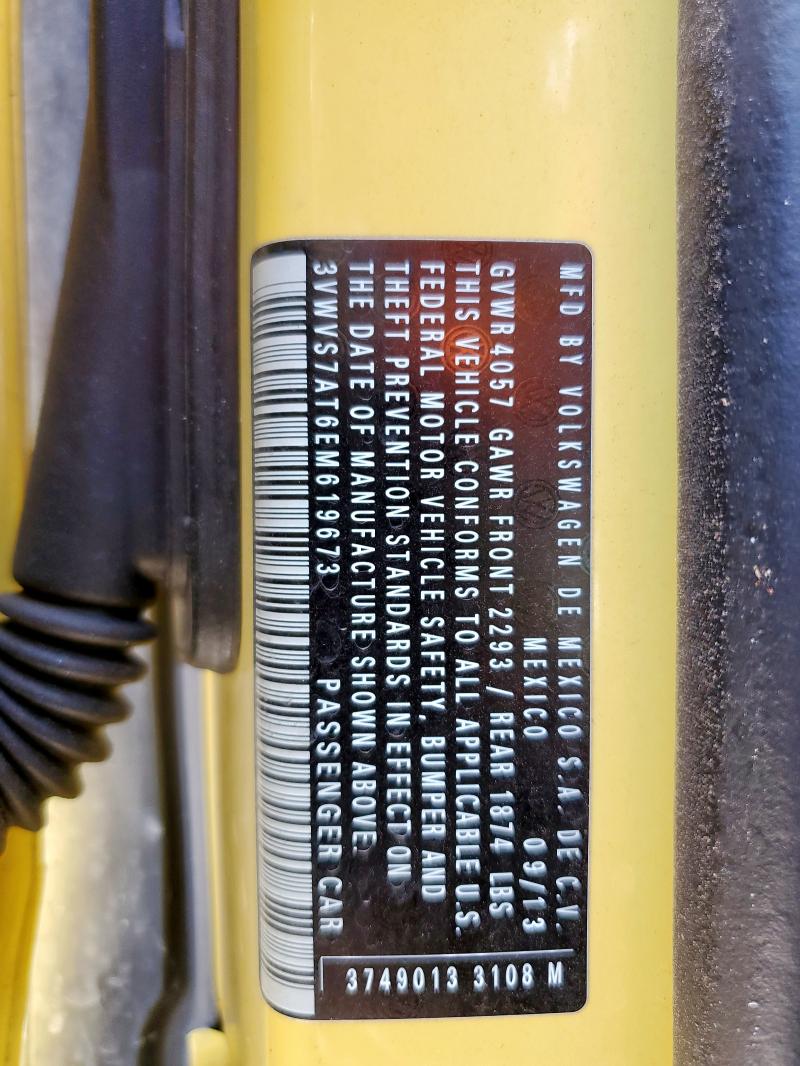 MFD BY VOLKSWAGEN DE MEXICO S.A. DE C.V.
MEXICO 09/13
GVWR 4057 GAWR FRONT 2293 / REAR 1874 LBS
THIS VEHICLE CONFORMS TO ALL APPLICABLE U.S.
FEDERAL MOTOR VEHICLE SAFETY, BUMPER AND
THEFT PREVENTION STANDARDS IN EFFECT ON
THE DATE OF MANUFACTURE SHOWN ABOVE
3VWVS7AT6EM619673 PASSENGER CAR
3749013 3108 M